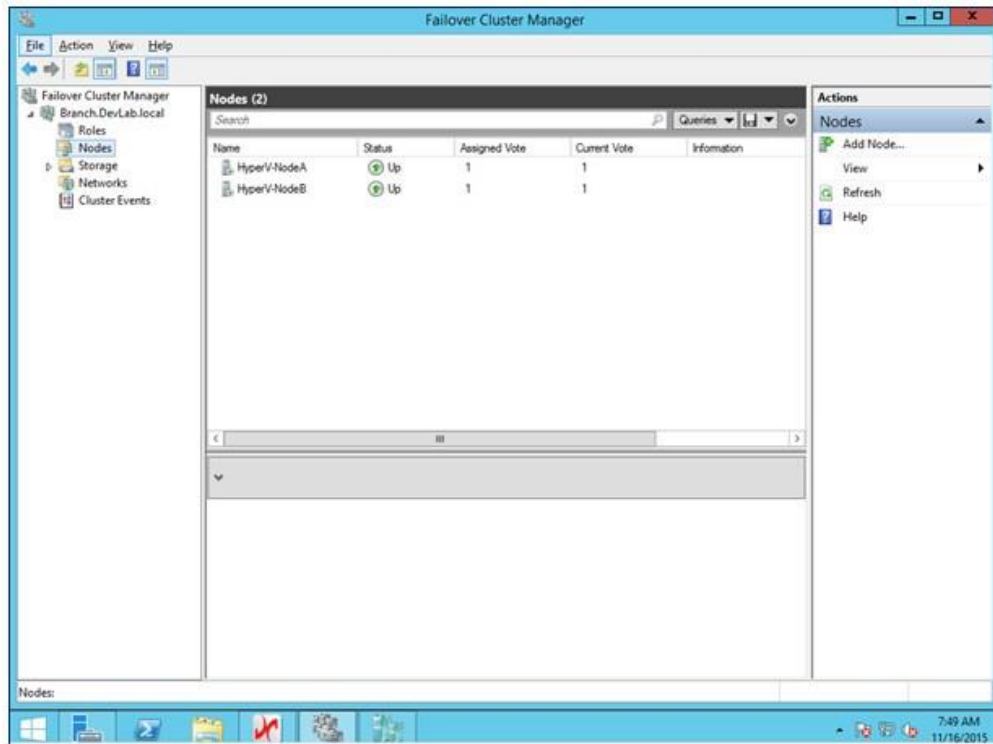 Failover Cluster Manager
File Action View Help
Failover Cluster Manager
Branch.DevLab.local
Roles
Nodes
Storage
Networks
Cluster Events
Nodes (2)
Search
Queries
Name Status Assigned Vote Current Vote Information
HyperV-NodeA Up 1 1
HyperV-NodeB Up 1 1
Actions
Nodes
Add Node...
View
Refresh
Help
Nodes:
7:49 AM
11/16/2015